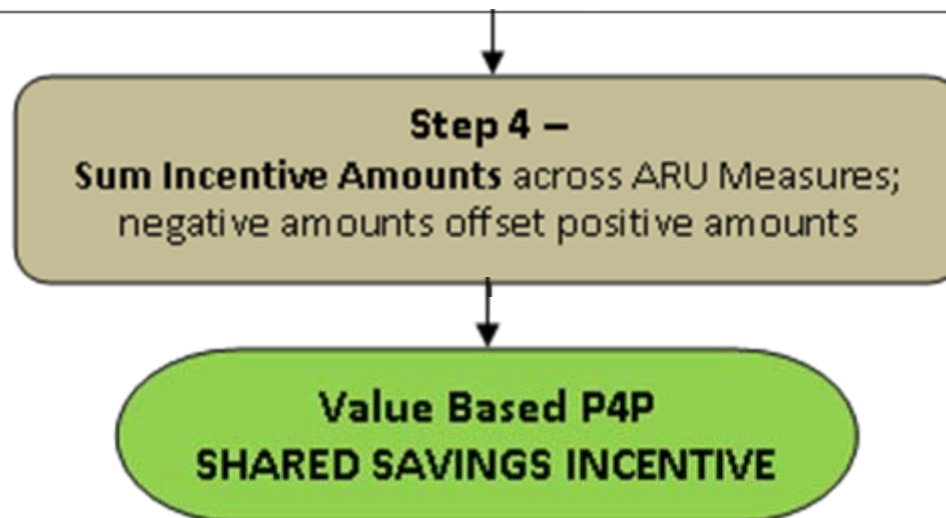 Step 4 –
Sum Incentive Amounts across ARU Measures;
negative amounts offset positive amounts
Value Based P4P
SHARED SAVINGS INCENTIVE